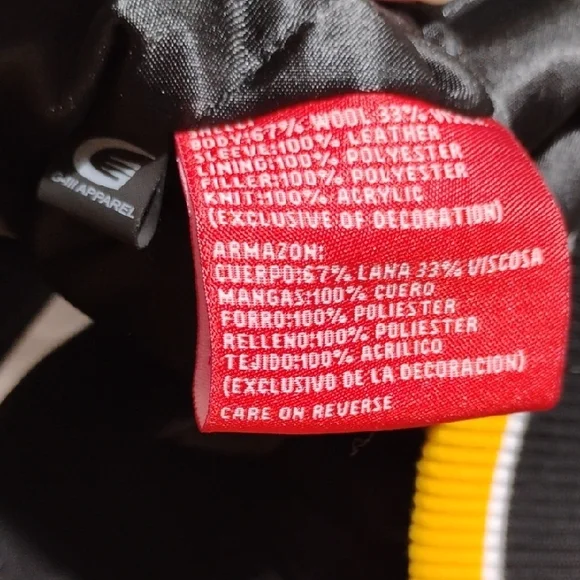 BODY:67% WOOL 33% VISCOSE
SLEEVE:100% LEATHER
LINING:100% POLYESTER
FILLER:100% POLYESTER
KNIT:100% ACRYLIC
(EXCLUSIVE OF DECORATION)
ARMAZON:
CUERPO:67% LANA 33% VISCOSA
MANGAS:100% CUERO
FORRO:100% POLIESTER
RELLENO:100% POLIESTER
TEJIDO:100% ACRILICO
(EXCLUSIVO DE LA DECORACION)
CARE ON REVERSE
G-III APPAREL